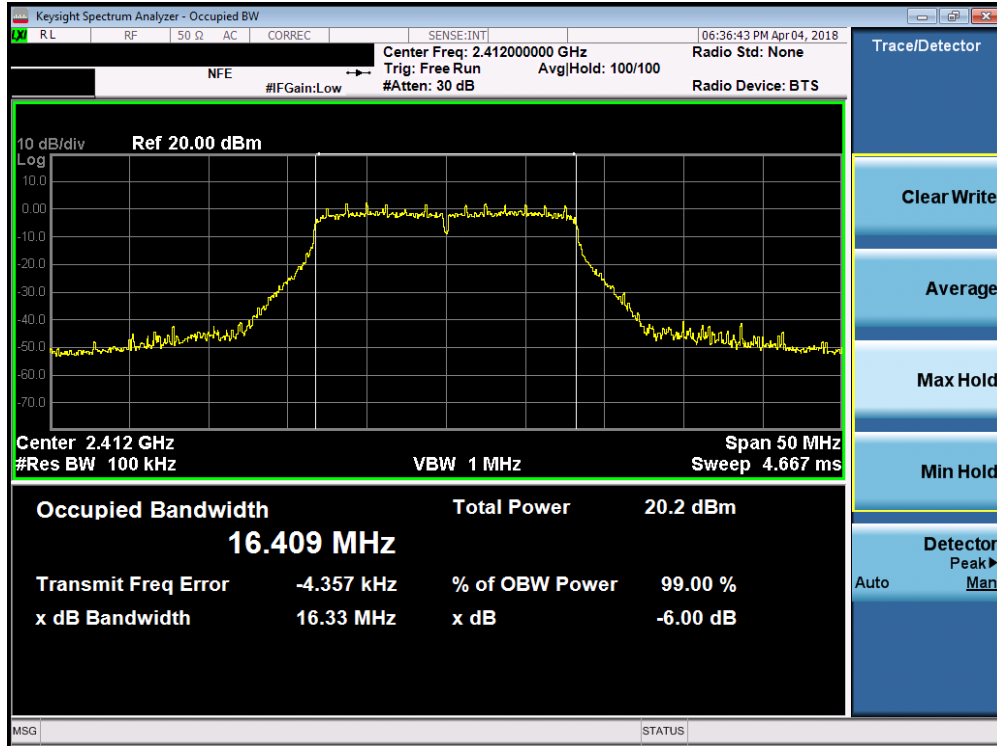 Keysight Spectrum Analyzer - Occupied BW
LXI RL RF 50 Ω AC CORREC SENSE:INT 06:36:43 PM Apr 04, 2018
Center Freq: 2.412000000 GHz Radio Std: None
NFE Trig: Free Run Avg|Hold: 100/100
#IFGain:Low #Atten: 30 dB Radio Device: BTS
Trace/Detector
10 dB/div Ref 20.00 dBm
Log
10.0
0.00
-10.0
-20.0
-30.0
-40.0
-50.0
-60.0
-70.0
Center 2.412 GHz Span 50 MHz
#Res BW 100 kHz VBW 1 MHz Sweep 4.667 ms
Occupied Bandwidth Total Power 20.2 dBm
16.409 MHz
Transmit Freq Error -4.357 kHz % of OBW Power 99.00 %
x dB Bandwidth 16.33 MHz x dB -6.00 dB
Clear Write
Average
Max Hold
Min Hold
Detector
Peak▶
Auto Man
MSG STATUS